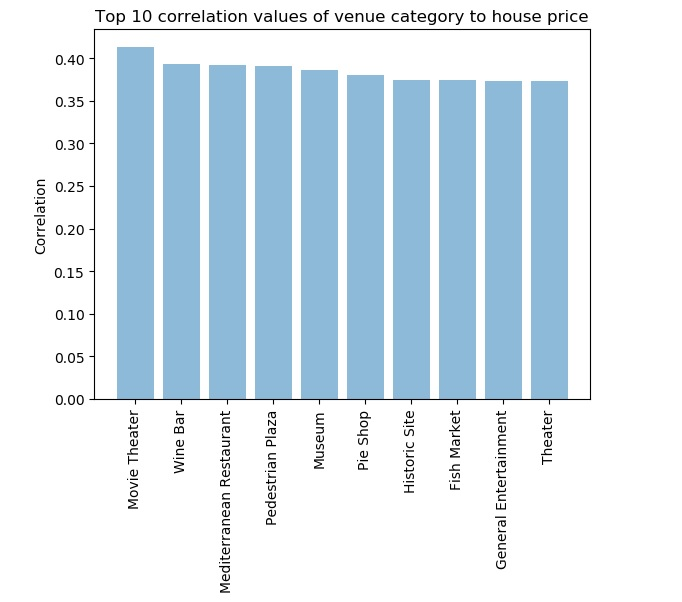 Top 10 correlation values of venue category to house price
Correlation
0.40
0.35
0.30
0.25
0.20
0.15
0.10
0.05
0.00
Movie Theater
Wine Bar
Mediterranean Restaurant
Pedestrian Plaza
Museum
Pie Shop
Historic Site
Fish Market
General Entertainment
Theater